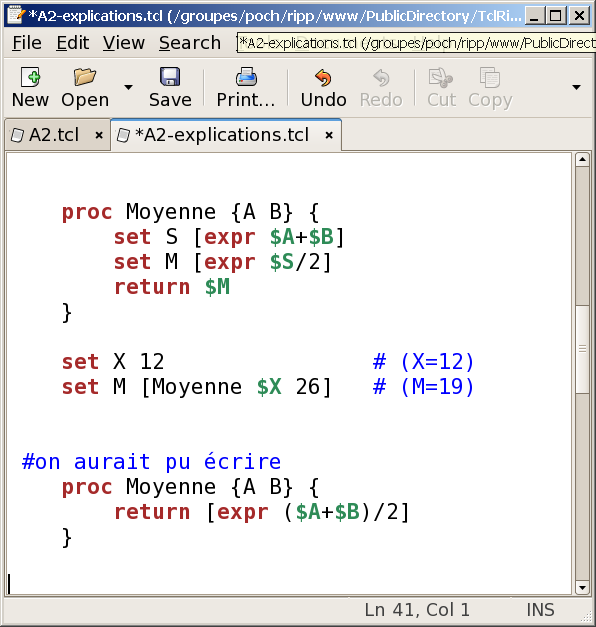 *A2-explications.tcl (/groupes/poch/ripp/www/PublicDirectory/TclRi...
File Edit View Search
*A2-explications.tcl (/groupes/poch/ripp/www/PublicDirect
New Open Save Print... Undo Redo Cut Copy
A2.tcl × *A2-explications.tcl ×
proc Moyenne {A B} {
set S [expr $A+$B]
set M [expr $S/2]
return $M
}
set X 12 # (X=12)
set M [Moyenne $X 26] # (M=19)
#on aurait pu écrire
proc Moyenne {A B} {
return [expr ($A+$B)/2]
}
Ln 41, Col 1 INS